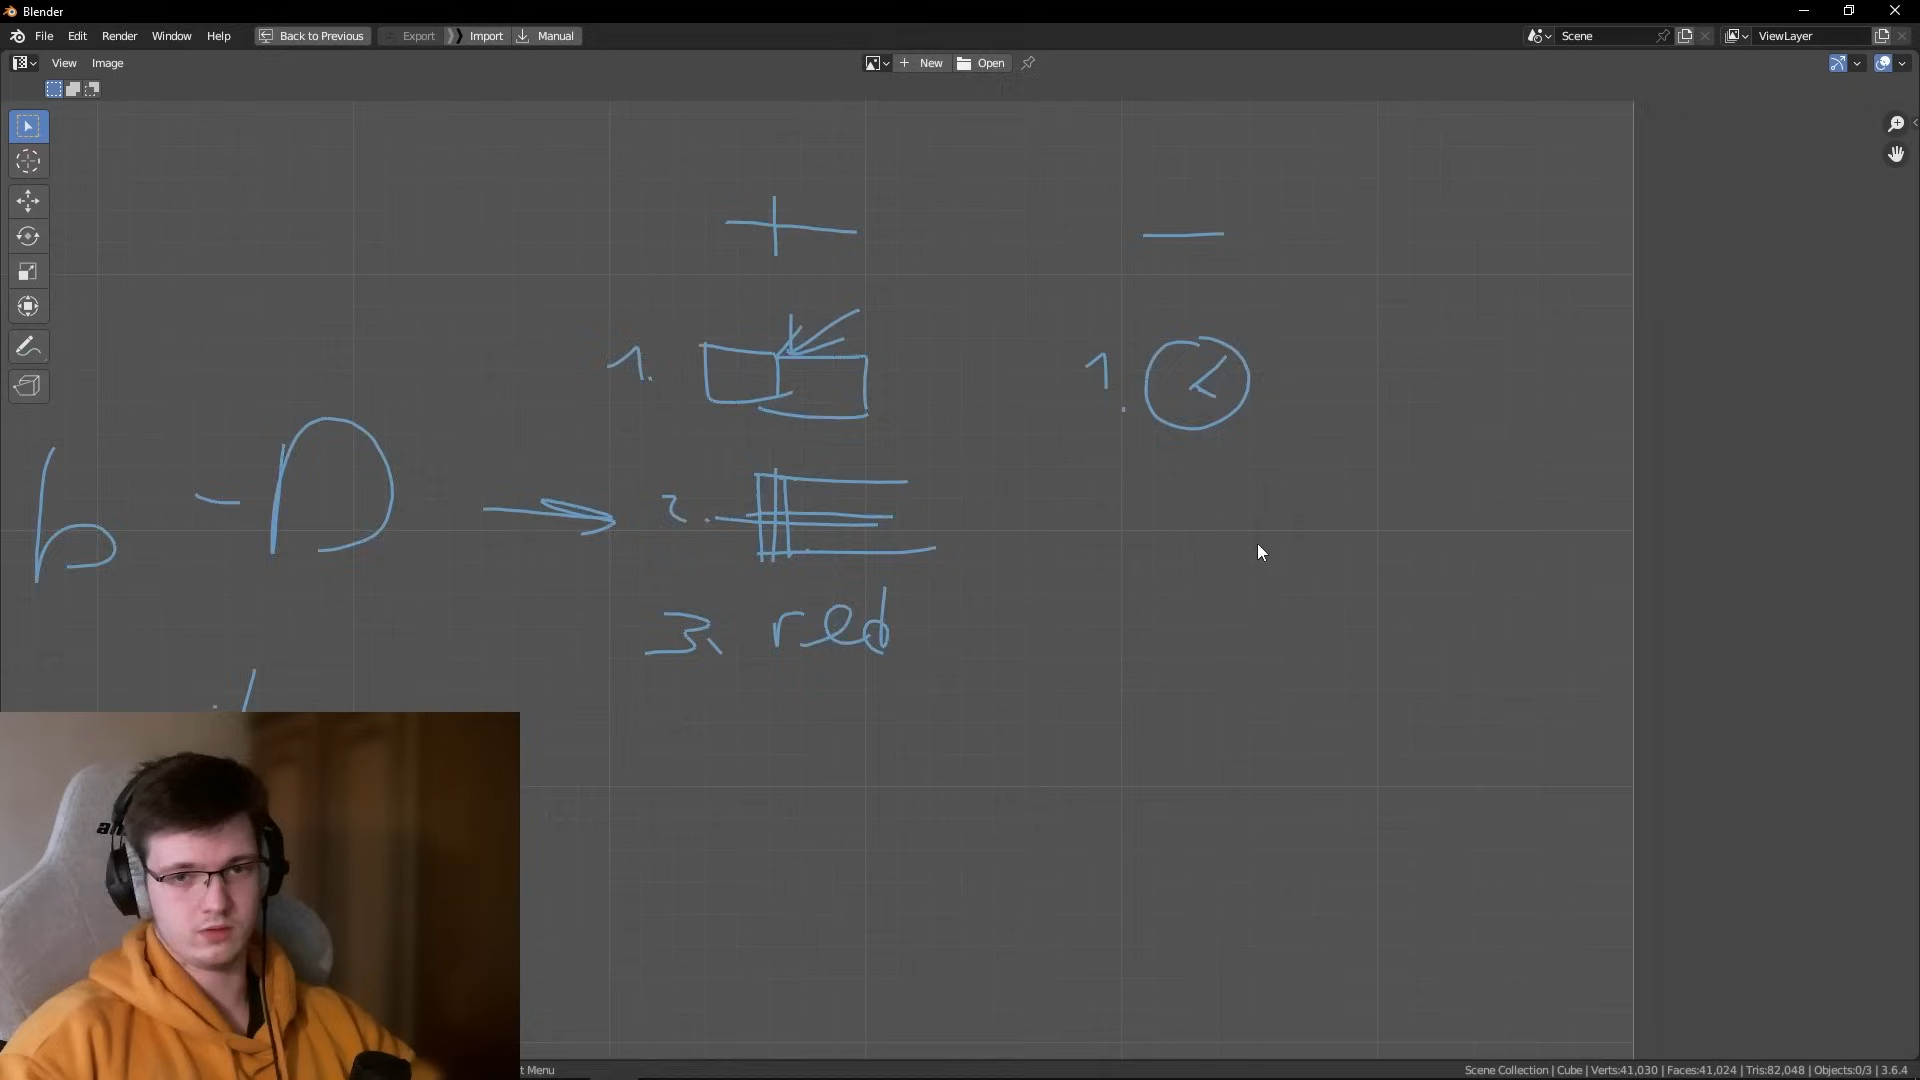 Blender
File Edit Render Window Help Back to Previous Export Import Manual Scene ViewLayer
View Image New Open
+ −
1. 1.
b - D 2.
3. red
an
t Menu Scene Collection | Cube | Verts:41,030 | Faces:41,024 | Tris:82,048 | Objects:0/3 | 3.6.4